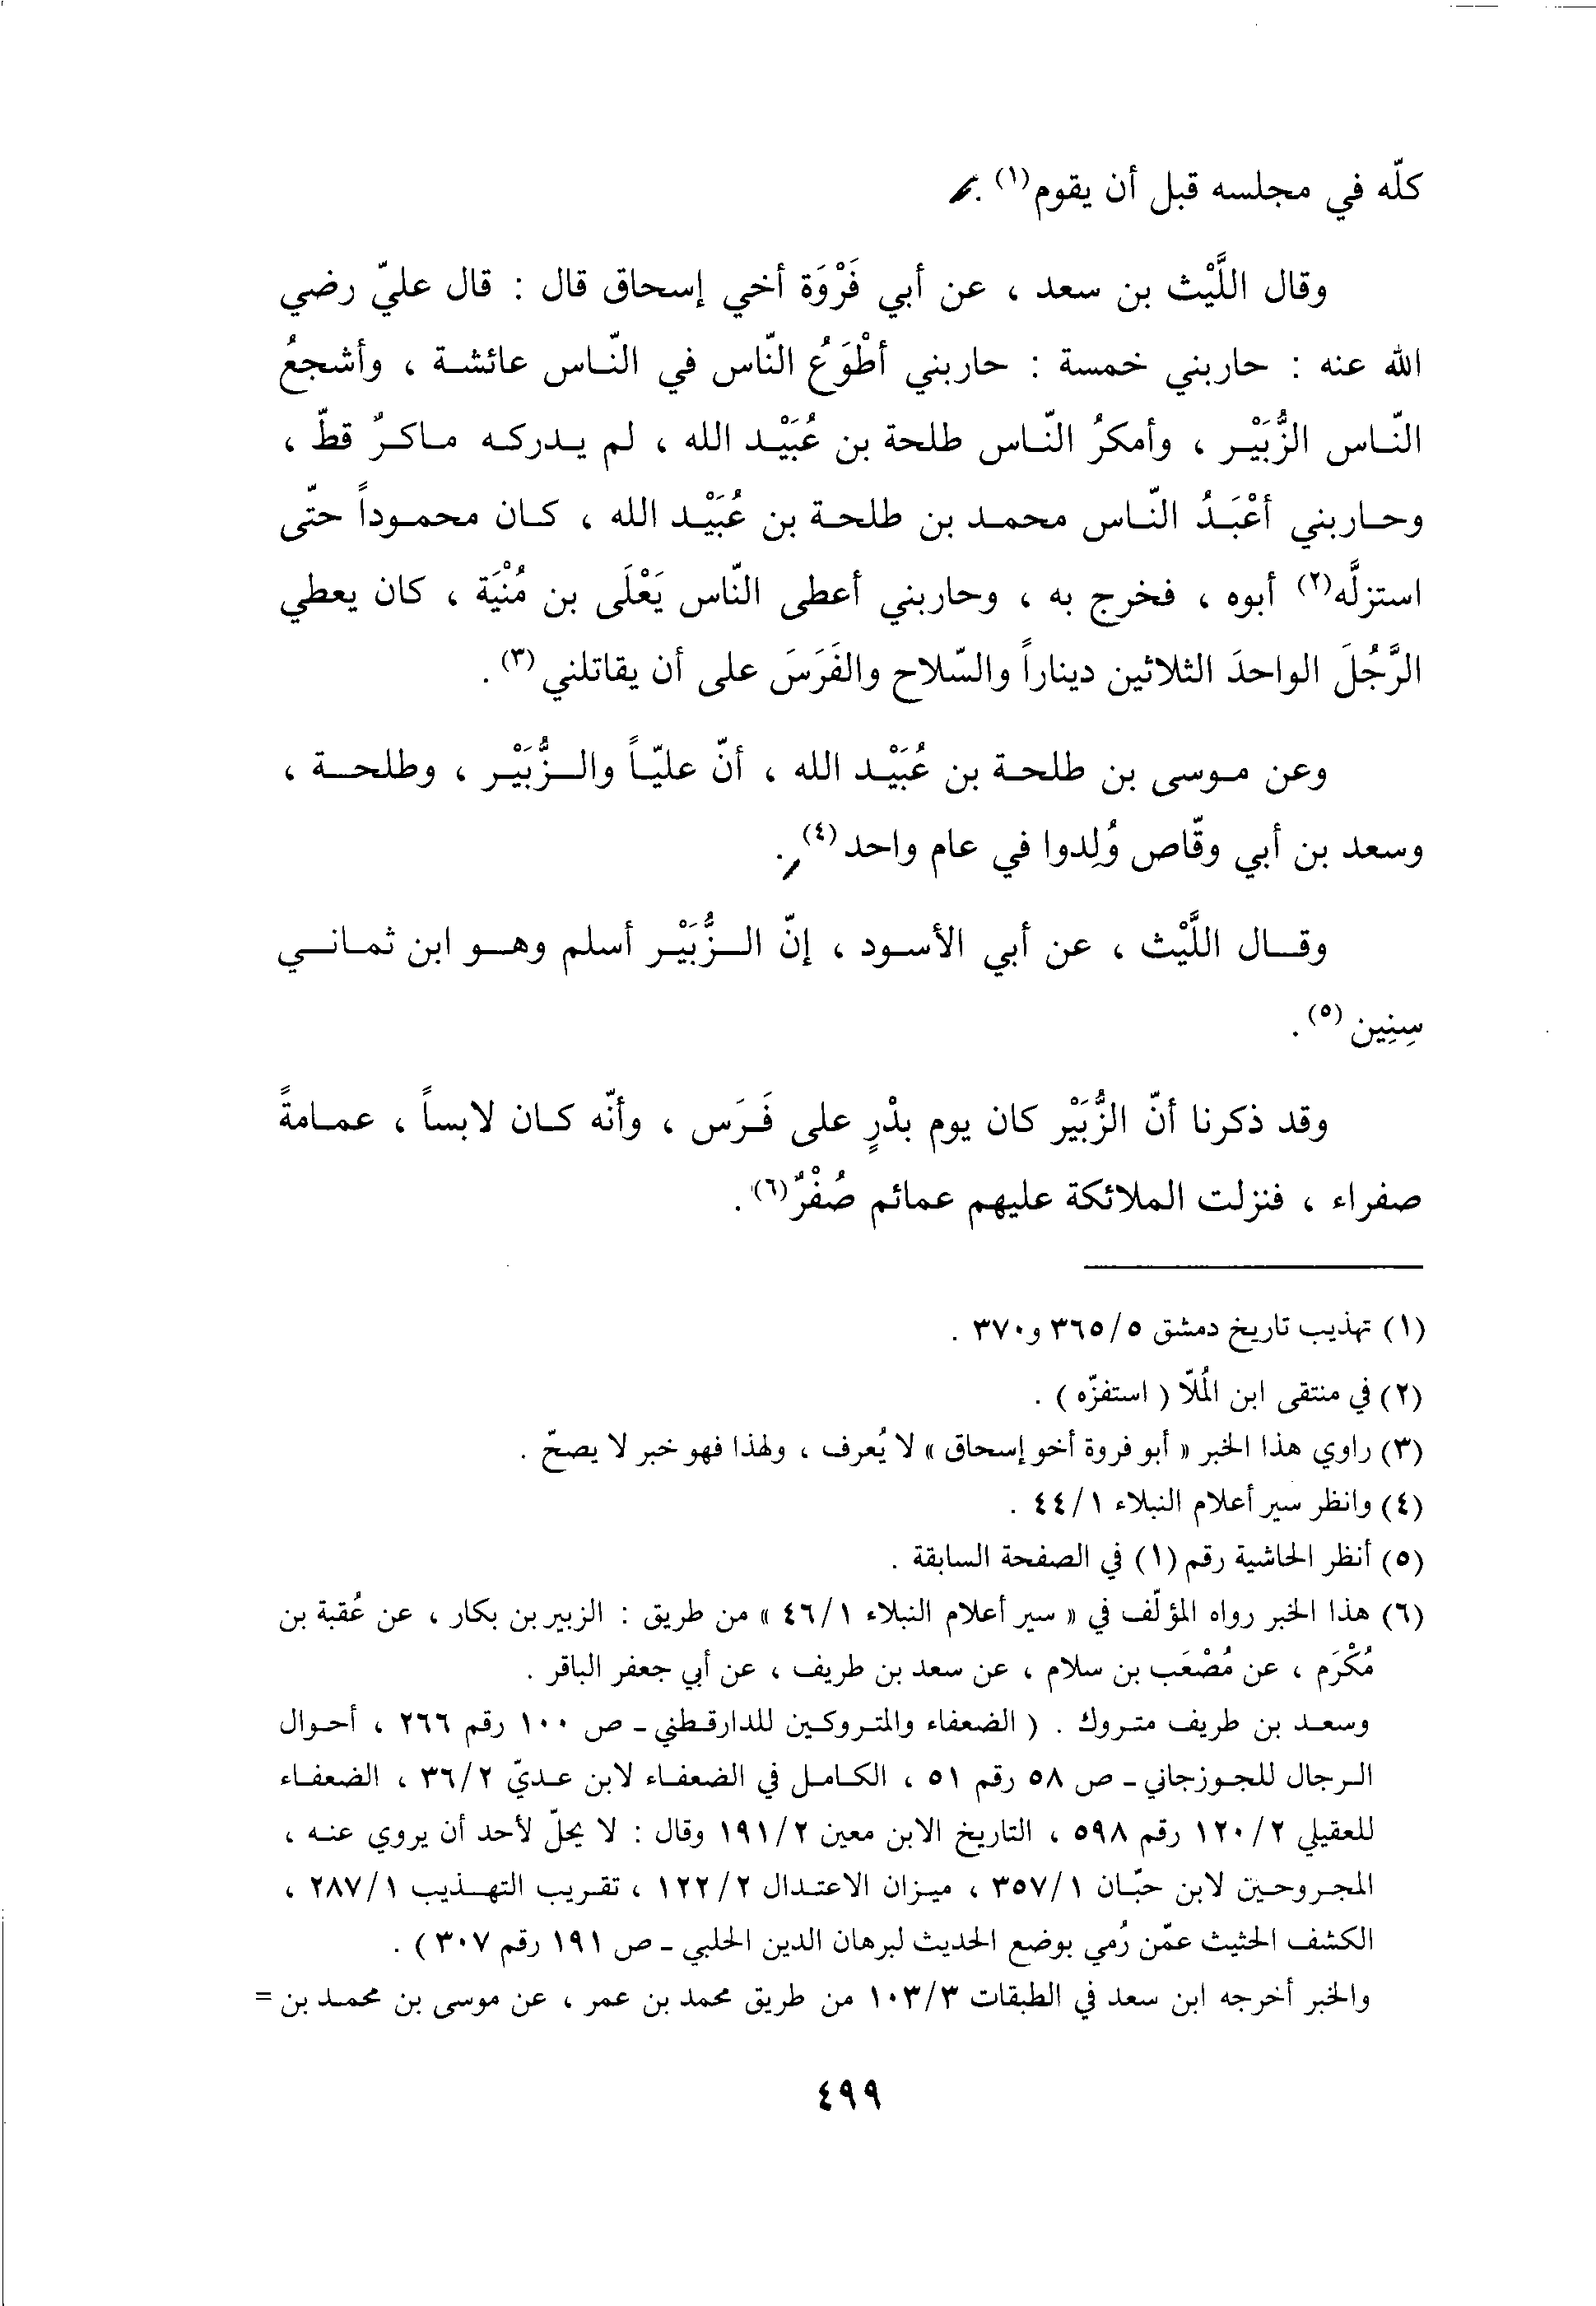 كلّه في مجلسه قبل أن يقوم(١) .
وقال اللَّيْث بن سعد ، عن أبي فَرْوَة أخي إسحاق قال : قال عليّ رضي
الله عنه : حاربني خمسة : حاربني أطْوَعُ النّاس في النّاس عائشة ، وأشجعُ
النّاس الزُّبَيْر ، وأمكرُ النّاس طلحة بن عُبَيْد الله ، لم يدركه ماكرٌ قطّ ،
وحاربني أعْبَدُ النّاس محمد بن طلحة بن عُبَيْد الله ، كان محموداً حتّى
استزلَّه(٢) أبوه ، فخرج به ، وحاربني أعطى النّاس يَعْلَى بن مُنْيَة ، كان يعطي
الرَّجُلَ الواحدَ الثلاثين ديناراً والسّلاح والفَرَسَ على أن يقاتلني(٣) .
وعن موسى بن طلحة بن عُبَيْد الله ، أنّ عليّاً والزُّبَيْر ، وطلحة ،
وسعد بن أبي وقّاص وُلِدوا في عام واحد(٤) .
وقال اللَّيْث ، عن أبي الأسود ، إنّ الزُّبَيْر أسلم وهو ابن ثماني
سِنِين(٥) .
وقد ذكرنا أنّ الزُّبَيْر كان يوم بدْرٍ على فَرَس ، وأنّه كان لابساً ، عمامةً
صفراء ، فنزلت الملائكة عليهم عمائم صُفْرٌ(٦) .
(١) تهذيب تاريخ دمشق ٣٦٥/٥ و٣٧٠ .
(٢) في منتقى ابن المُلّا ( استفزّه ) .
(٣) راوي هذا الخبر « أبو فروة أخو إسحاق » لا يُعرف ، ولهذا فهو خبر لا يصحّ .
(٤) وانظر سير أعلام النبلاء ٤٤/١ .
(٥) أنظر الحاشية رقم (١) في الصفحة السابقة .
(٦) هذا الخبر رواه المؤلّف في « سير أعلام النبلاء ٤٦/١ » من طريق : الزبير بن بكار ، عن عُقبة بن
مُكْرَم ، عن مُصْعَب بن سلام ، عن سعد بن طريف ، عن أبي جعفر الباقر .
وسعد بن طريف متروك . ( الضعفاء والمتروكين للدارقطني ـ ص ١٠٠ رقم ٢٦٦ ، أحوال
الرجال للجوزجاني ـ ص ٥٨ رقم ٥١ ، الكامل في الضعفاء لابن عديّ ٣٦/٢ ، الضعفاء
للعقيلي ١٢٠/٢ رقم ٥٩٨ ، التاريخ الابن معين ١٩١/٢ وقال : لا يحلّ لأحد أن يروي عنه ،
المجروحين لابن حبّان ٣٥٧/١ ، ميزان الاعتدال ١٢٢/٢ ، تقريب التهذيب ٢٨٧/١ ،
الكشف الحثيث عمّن رُمي بوضع الحديث لبرهان الدين الحلبي ـ ص ١٩١ رقم ٣٠٧ ) .
والخبر أخرجه ابن سعد في الطبقات ١٠٣/٣ من طريق محمد بن عمر ، عن موسى بن محمد بن =
٤٩٩